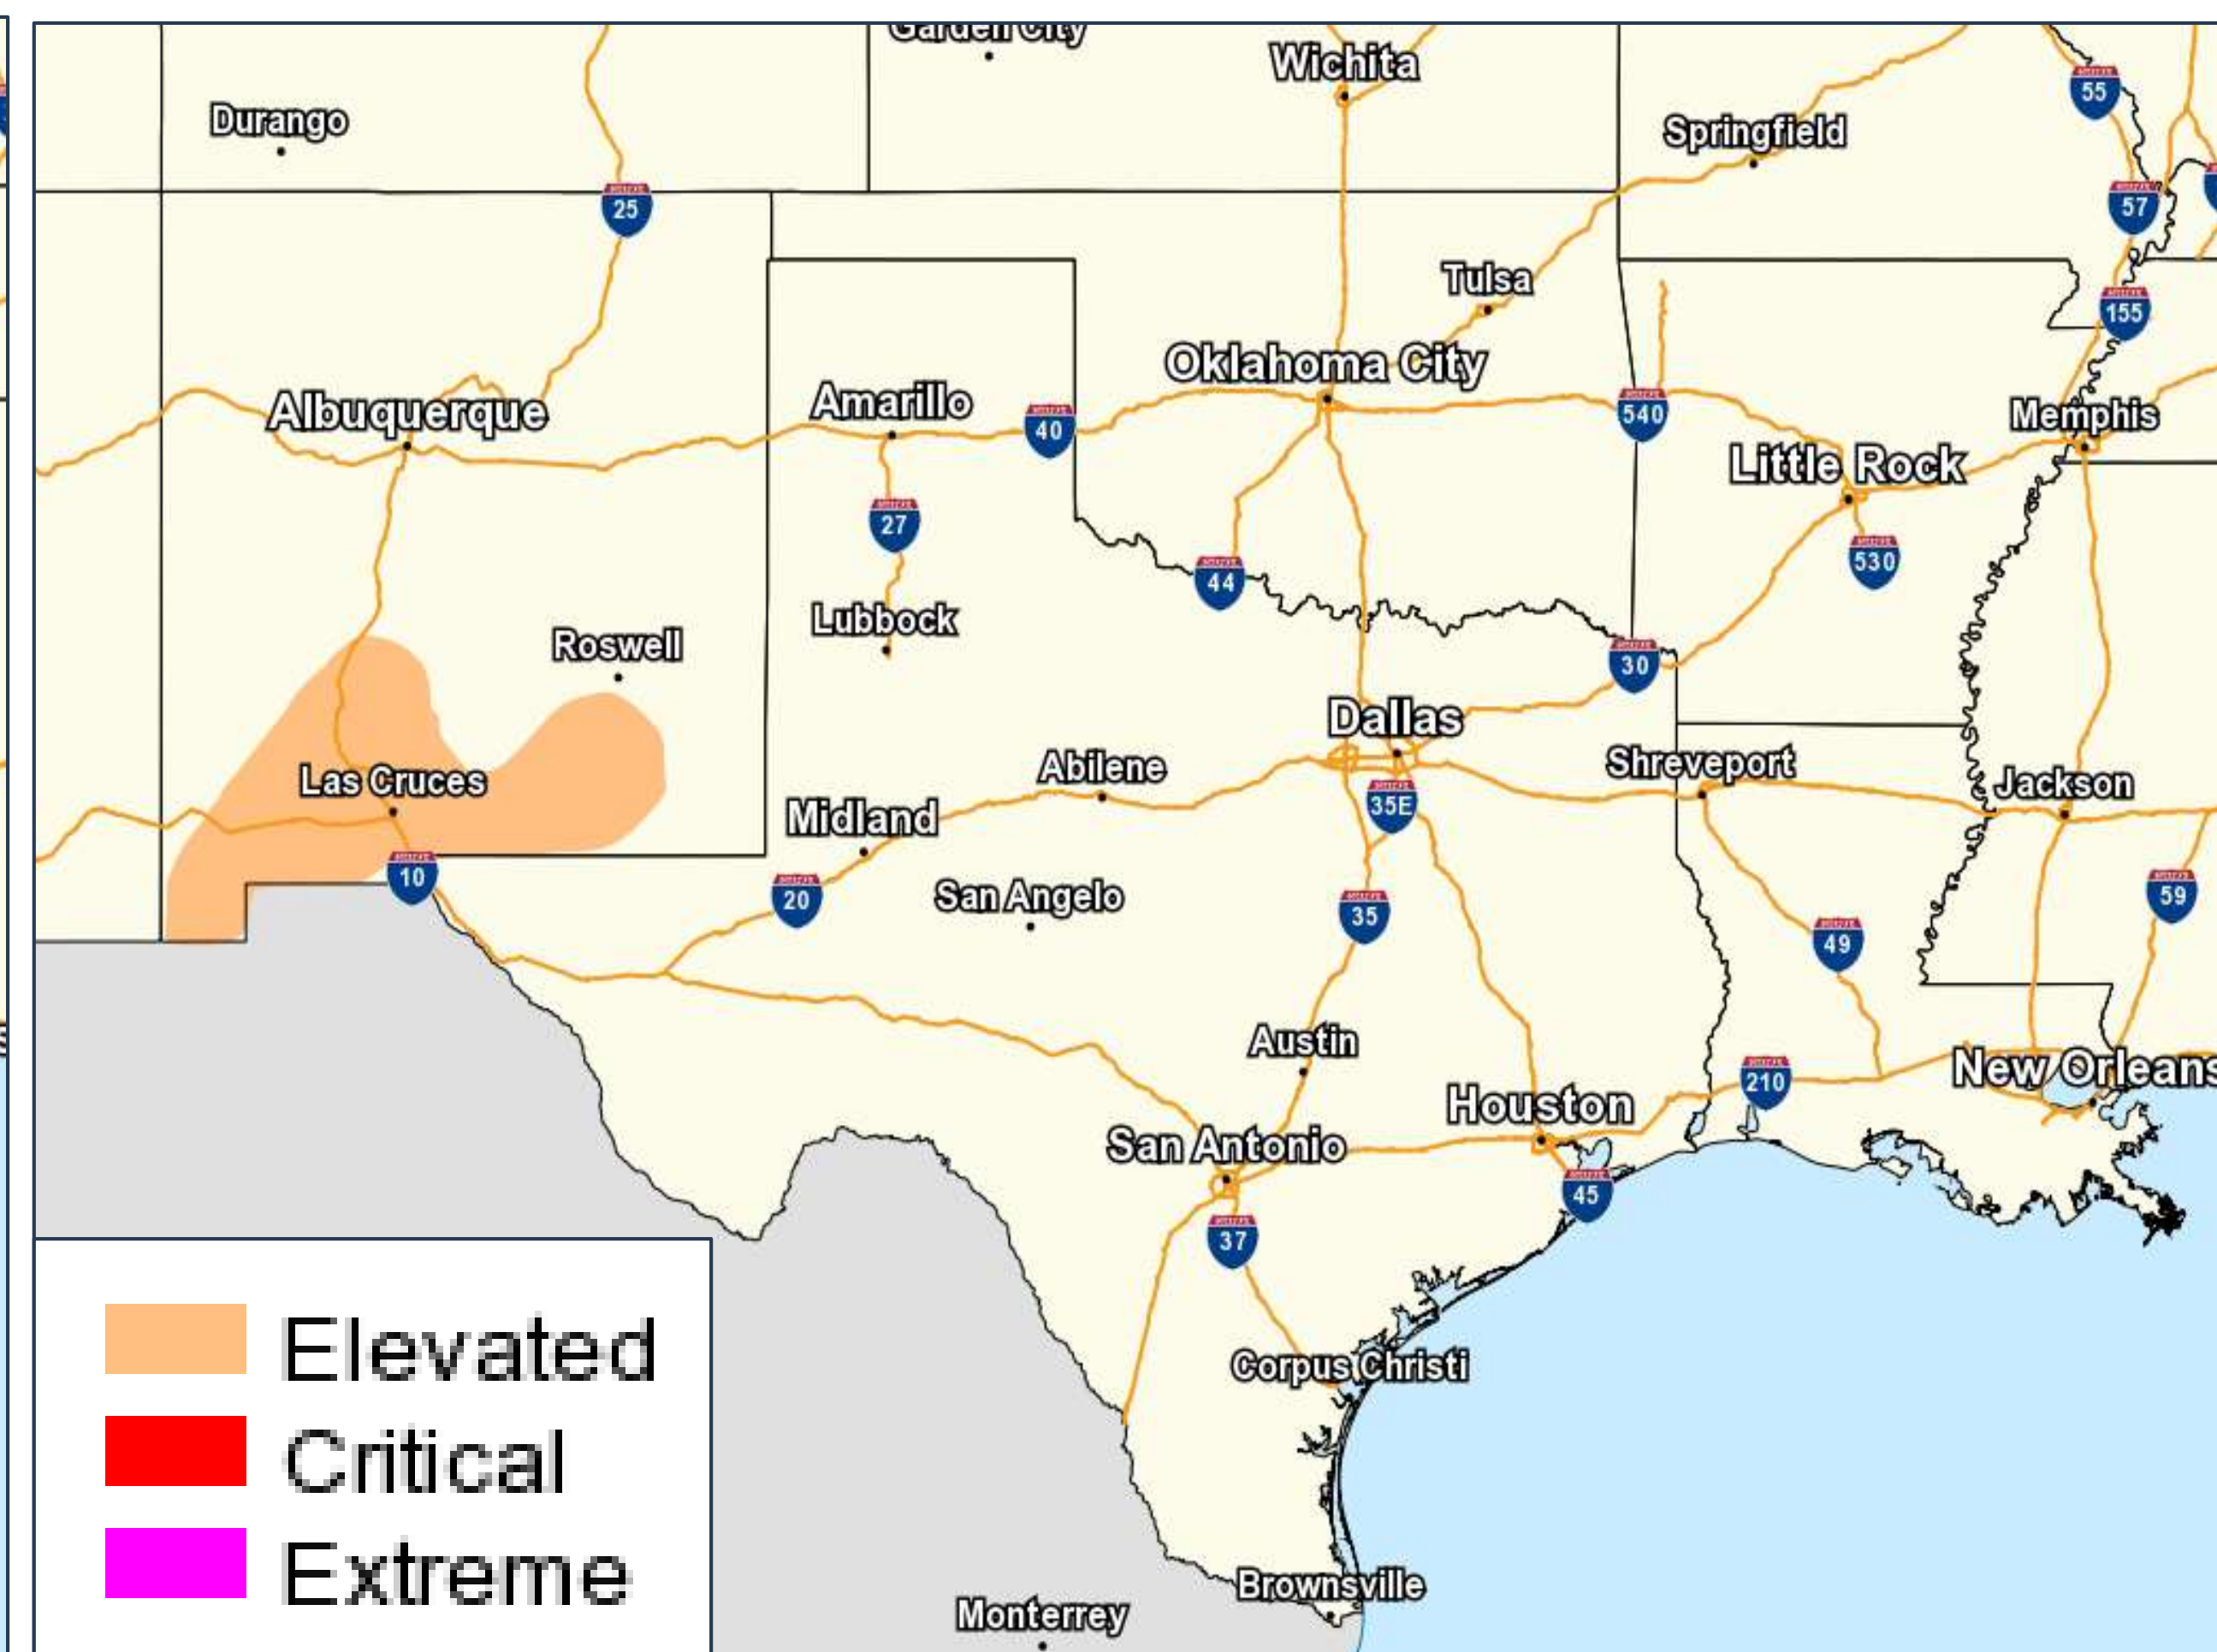 Garden City
Wichita
55
Durango
Springfield
25
57
Tulsa
155
Oklahoma City
Albuquerque
Amarillo
40
540
Memphis
Little Rock
27
530
44
Lubbock
Roswell
30
Dallas
Las Cruces
Abilene
Shreveport
Jackson
35E
Midland
10
20
San Angelo
35
59
49
Austin
New Orleans
210
Houston
San Antonio
45
37
Elevated
Corpus Christi
Critical
Extreme
Brownsville
Monterrey